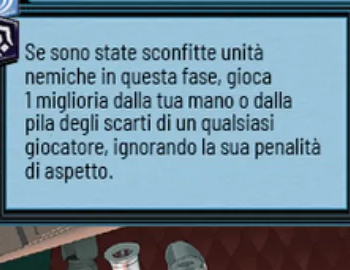 Se sono state sconfitte unità
nemiche in questa fase, gioca
1 miglioria dalla tua mano o dalla
pila degli scarti di un qualsiasi
giocatore, ignorando la sua penalità
di aspetto.